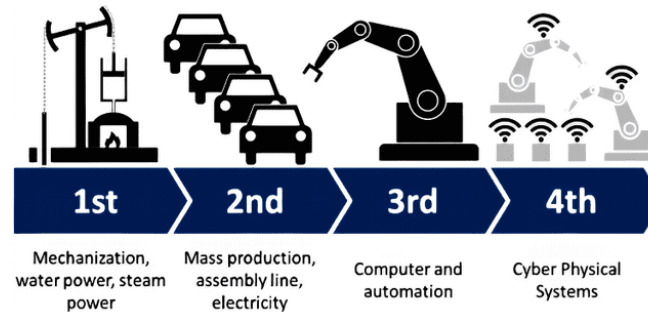 1st
2nd
3rd
4th
Mechanization,
water power, steam
power
Mass production,
assembly line,
electricity
Computer and
automation
Cyber Physical
Systems